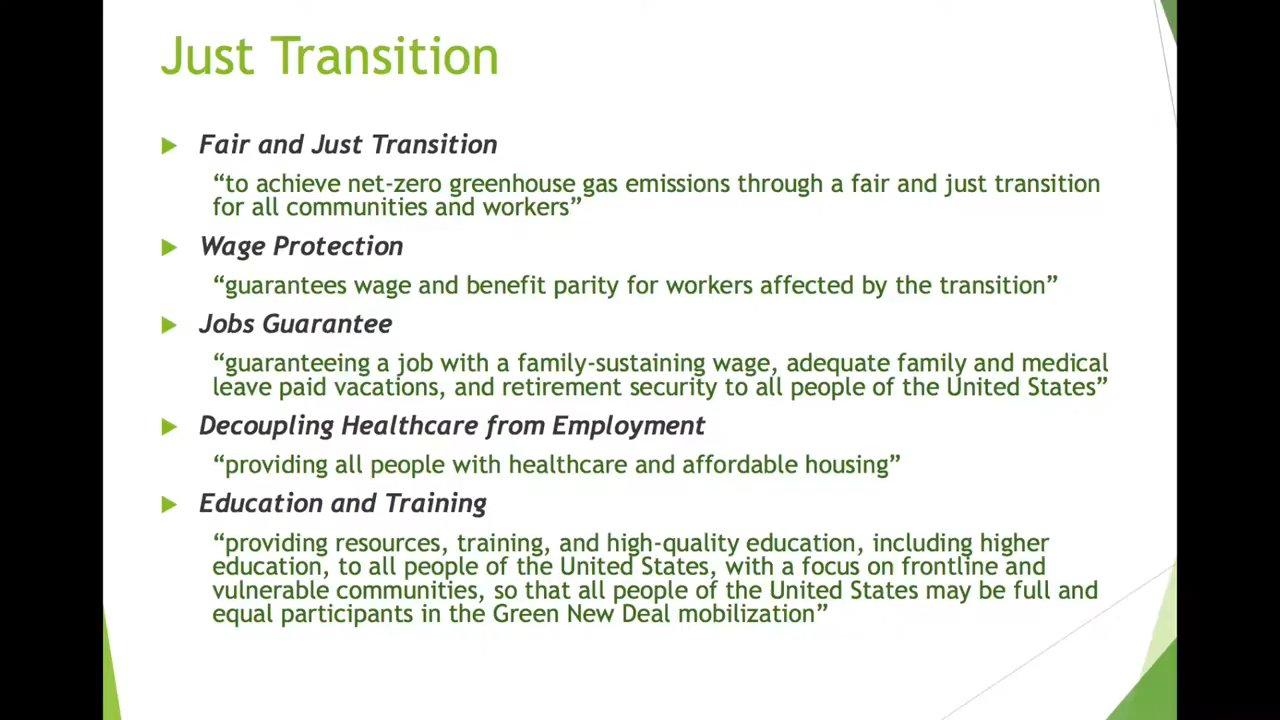 Just Transition
Fair and Just Transition
“to achieve net-zero greenhouse gas emissions through a fair and just transition
for all communities and workers”
Wage Protection
“guarantees wage and benefit parity for workers affected by the transition”
Jobs Guarantee
“guaranteeing a job with a family-sustaining wage, adequate family and medical
leave paid vacations, and retirement security to all people of the United States”
Decoupling Healthcare from Employment
“providing all people with healthcare and affordable housing”
Education and Training
“providing resources, training, and high-quality education, including higher
education, to all people of the United States, with a focus on frontline and
vulnerable communities, so that all people of the United States may be full and
equal participants in the Green New Deal mobilization”